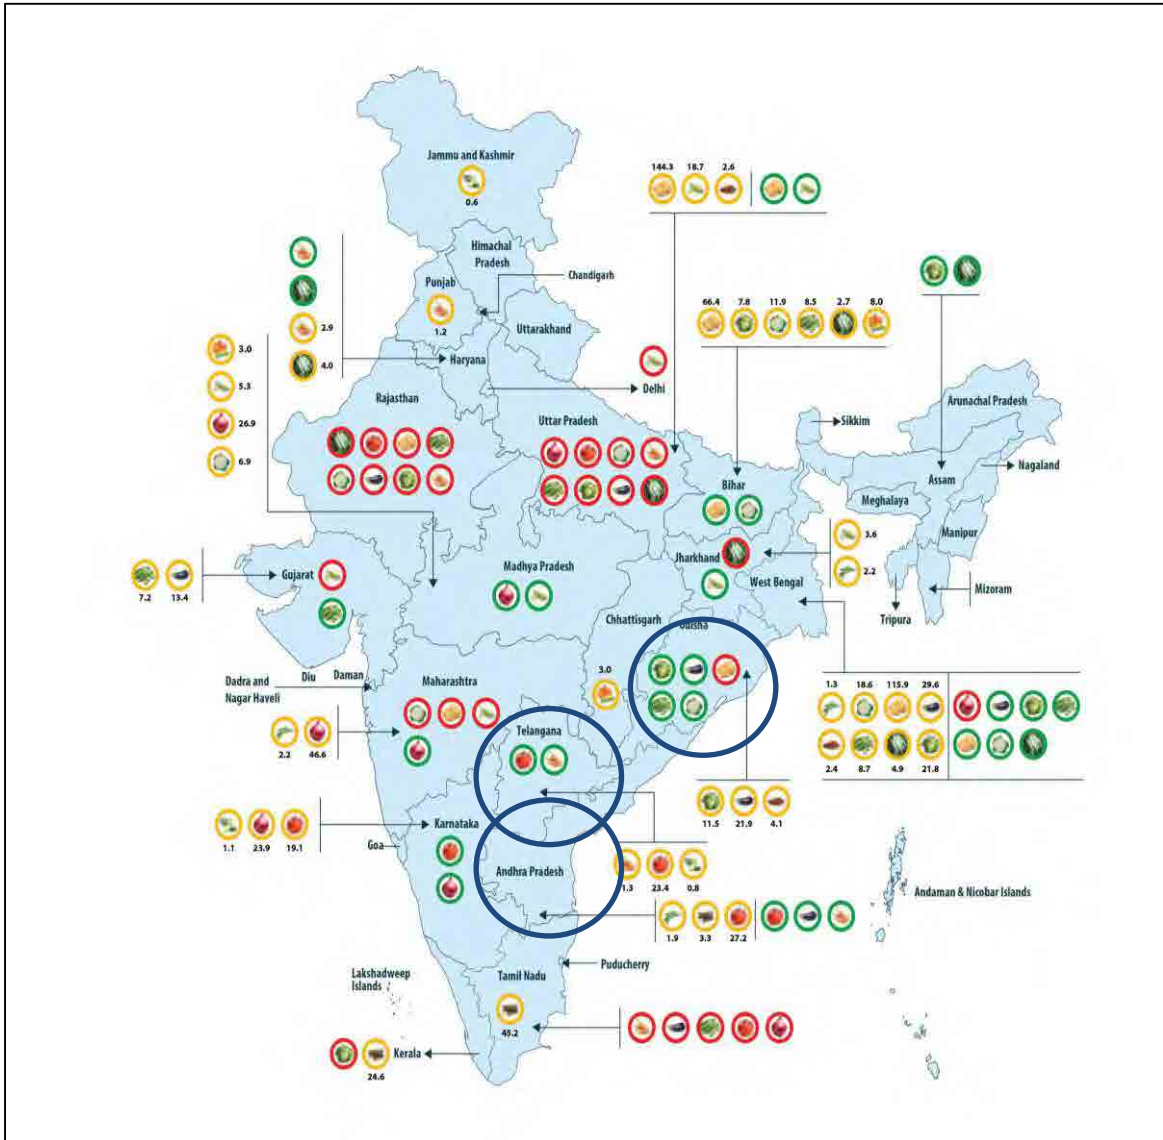 Jammu and Kashmir
0.6
144.3 18.7 2.6
Himachal
Pradesh
Chandigarh
Punjab
1.2
Uttarakhand
2.9
4.0
Haryana
3.0
5.3
26.9
6.9
Delhi
66.4 7.8 11.9 8.5 2.7 8.0
Rajasthan
Uttar Pradesh
Arunachal Pradesh
Sikkim
Nagaland
Assam
Meghalaya
Manipur
Bihar
Jharkhand
3.6
2.2
West Bengal
Mizoram
Tripura
Madhya Pradesh
Gujarat
7.2 13.4
Chhattisgarh
Odisha
3.0
Dadra and
Nagar Haveli
Diu
Daman
Maharashtra
2.2 46.6
Telangana
1.3 18.6 115.9 29.6
2.4 8.7 4.9 21.8
11.5 21.9 4.1
Karnataka
1.1 23.9 19.1
Goa
Andhra Pradesh
1.3 23.4 0.8
1.9 3.3 27.2
Andaman & Nicobar Islands
Puducherry
Lakshadweep
Islands
Tamil Nadu
45.2
Kerala
24.6